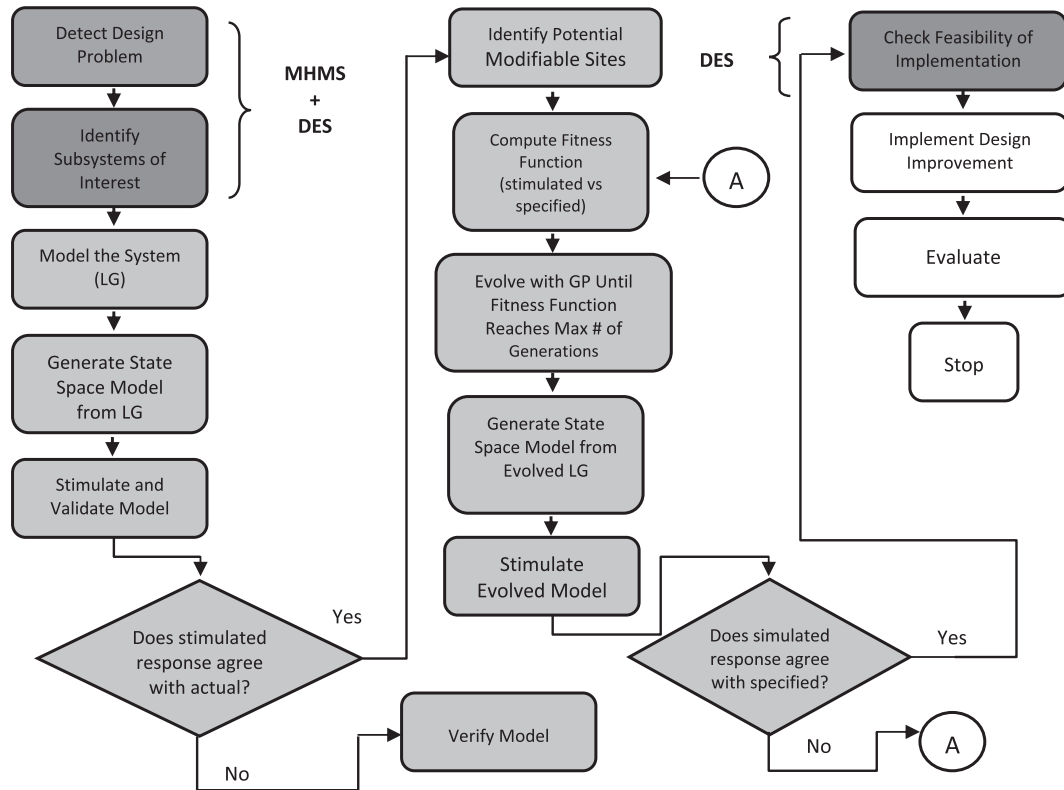 Detect Design
Problem
Identify
Subsystems of
Interest
MHMS
+
DES
Model the System
(LG)
Generate State
Space Model
from LG
Stimulate and
Validate Model
Does stimulated
response agree
with actual?
Yes
No
Verify Model
Identify Potential
Modifiable Sites
DES
Compute Fitness
Function
(stimulated vs
specified)
A
Evolve with GP Until
Fitness Function
Reaches Max # of
Generations
Generate State
Space Model from
Evolved LG
Stimulate
Evolved Model
Does simulated
response agree
with specified?
Yes
No
A
Check Feasibility of
Implementation
Implement Design
Improvement
Evaluate
Stop